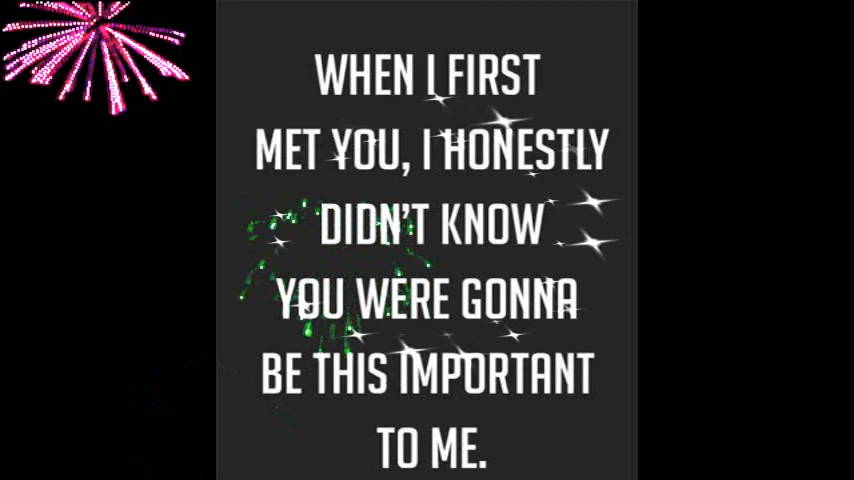 WHEN I FIRST
MET YOU, I HONESTLY
DIDN'T KNOW
YOU WERE GONNA
BE THIS IMPORTANT
TO ME.